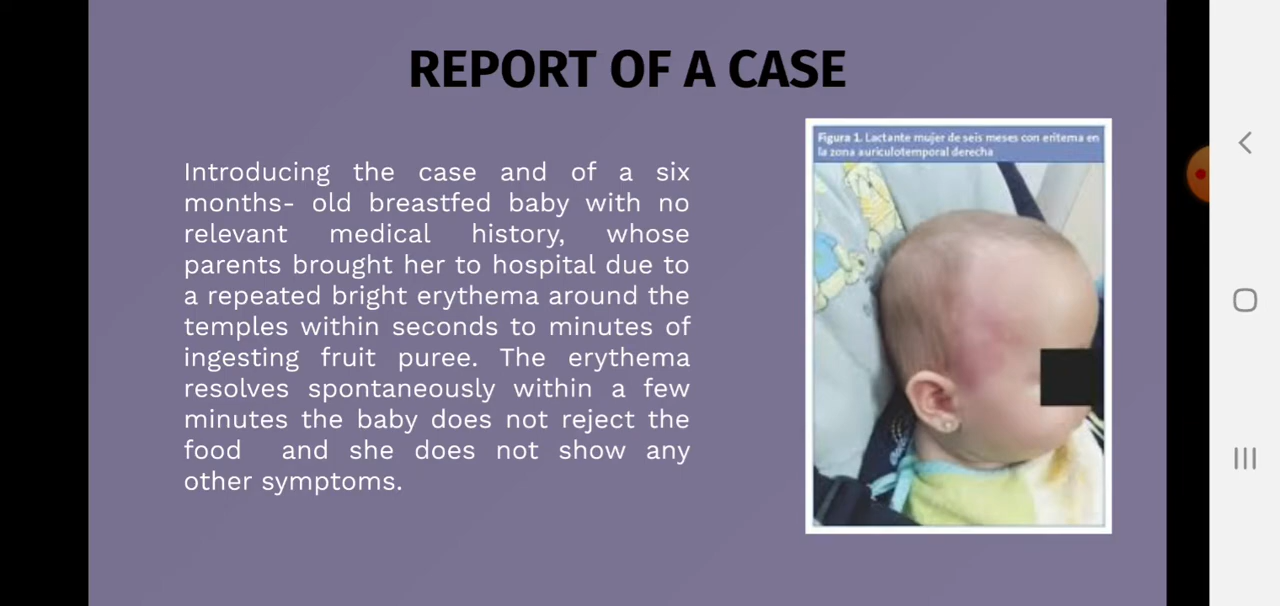 REPORT OF A CASE
Introducing the case and of a six
months- old breastfed baby with no
relevant medical history, whose
parents brought her to hospital due to
a repeated bright erythema around the
temples within seconds to minutes of
ingesting fruit puree. The erythema
resolves spontaneously within a few
minutes the baby does not reject the
food and she does not show any
other symptoms.
Figura 1. Lactante mujer de seis meses con eritema en
la zona auriculotemporal derecha